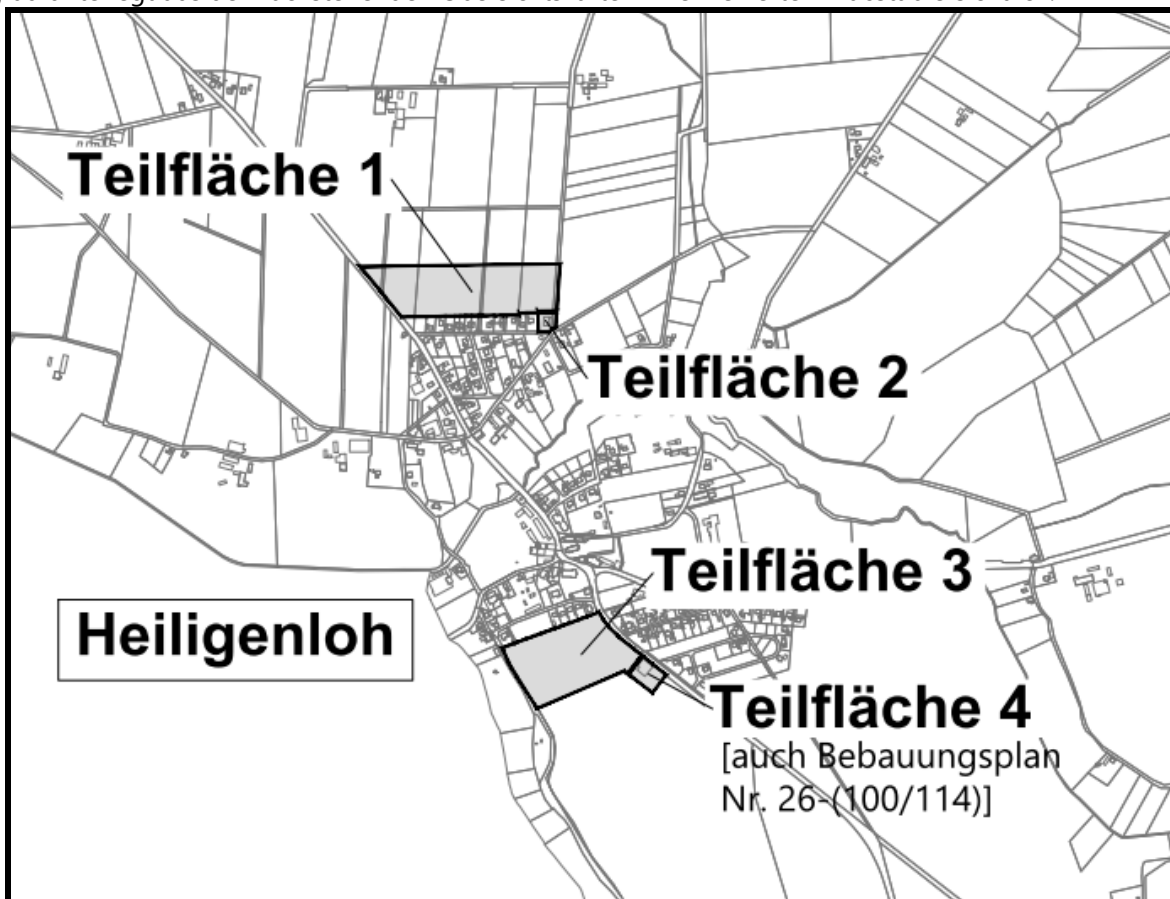 Teilfläche 1
Teilfläche 2
Teilfläche 3
Heiligenloh
Teilfläche 4
[auch Bebauungsplan
Nr. 26-(100/114)]